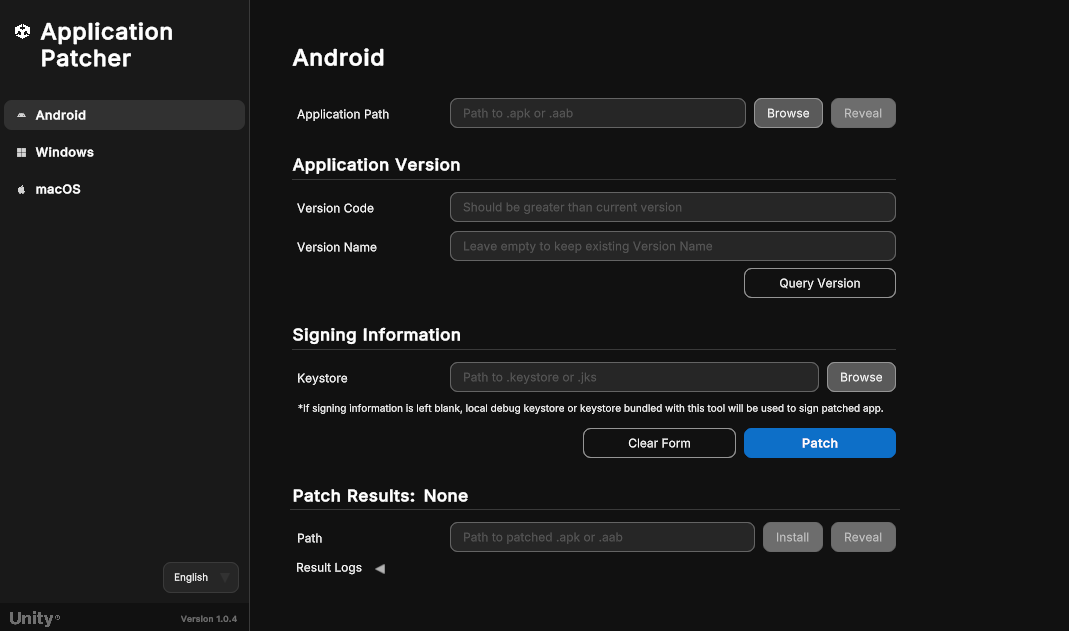 Application
Patcher
Android
Windows
macOS
English
Unity
Version 1.0.4
Android
Application Path
Path to .apk or .aab
Browse
Reveal
Application Version
Version Code
Should be greater than current version
Version Name
Leave empty to keep existing Version Name
Query Version
Signing Information
Keystore
Path to .keystore or .jks
Browse
*If signing information is left blank, local debug keystore or keystore bundled with this tool will be used to sign patched app.
Clear Form
Patch
Patch Results: None
Path
Path to patched .apk or .aab
Install
Reveal
Result Logs